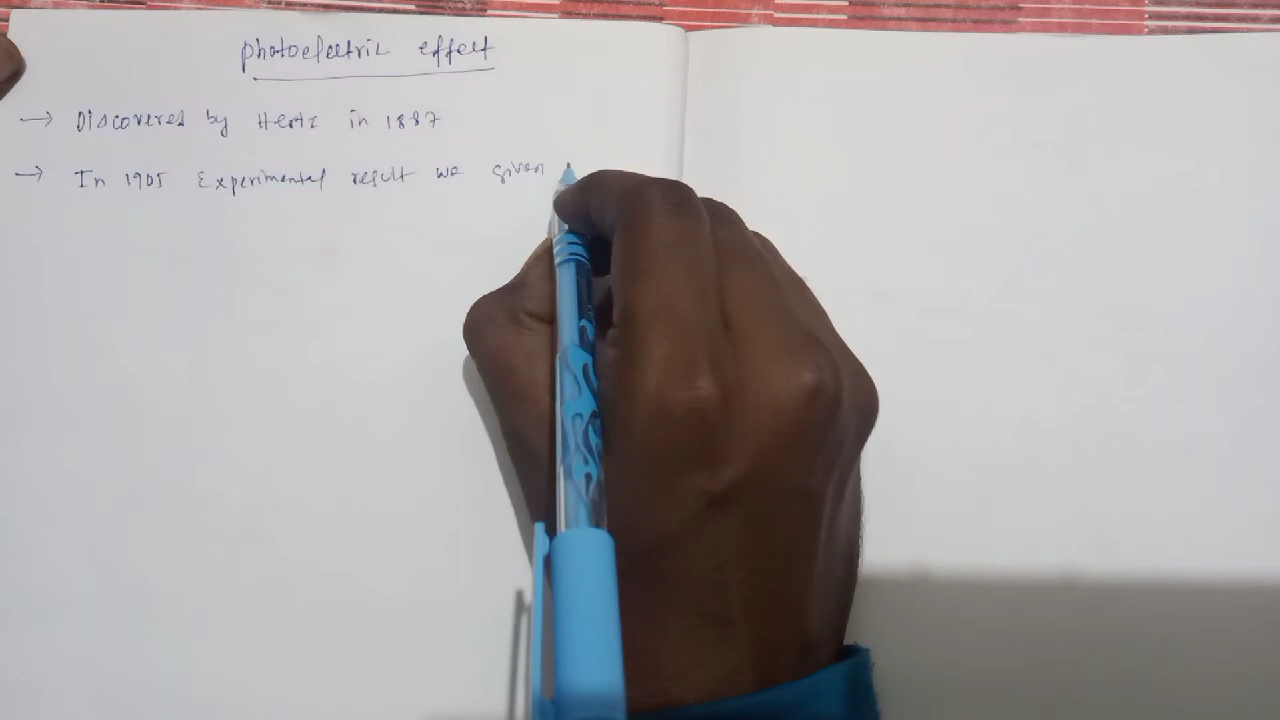 photoelectric effect
→ Discovered by Hertz in 1887
→ In 1905 Experimental result we given